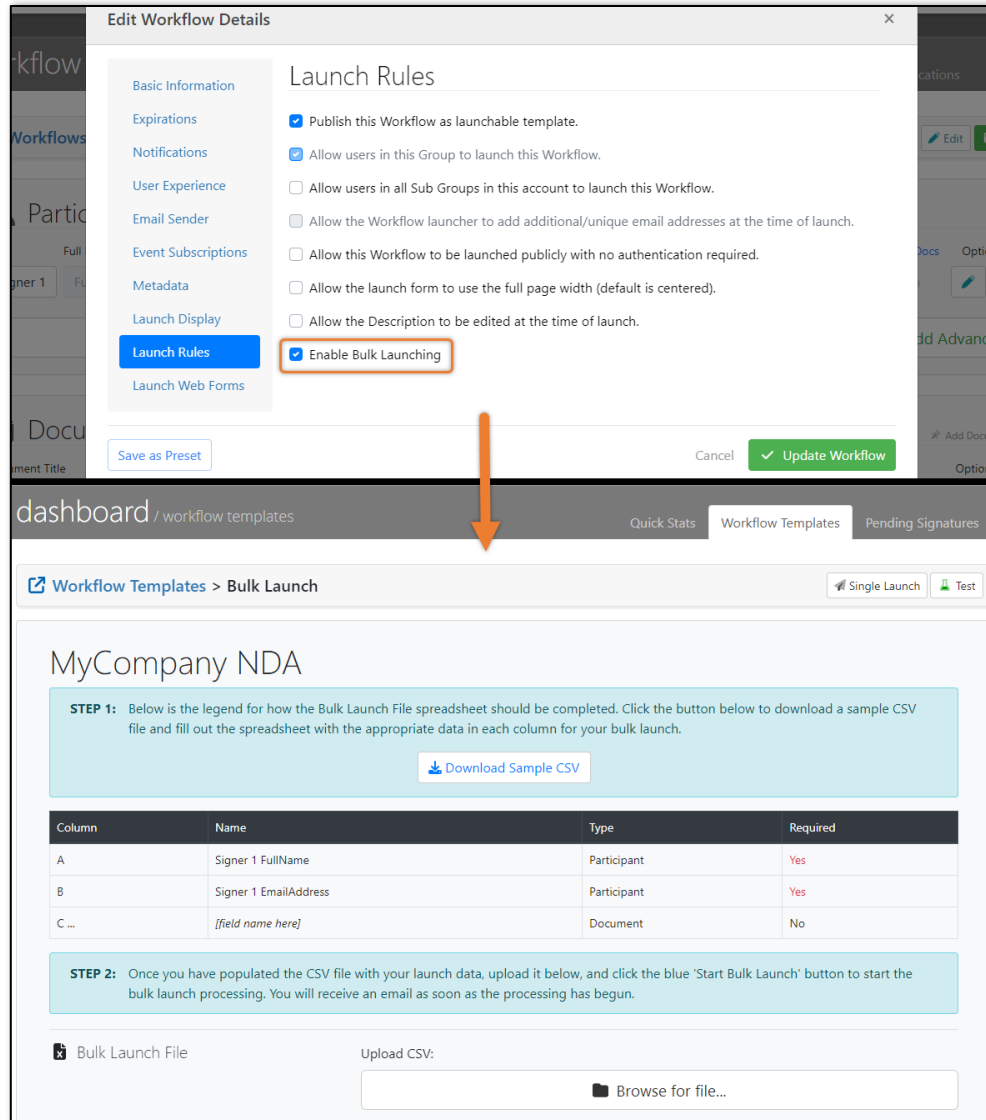 Edit Workflow Details
×
rkflow
cations
Workflows
Edit
Basic Information
Expirations
Notifications
User Experience
Email Sender
Event Subscriptions
Metadata
Launch Display
Launch Rules
Launch Web Forms
Launch Rules
Publish this Workflow as launchable template.
Allow users in this Group to launch this Workflow.
Allow users in all Sub Groups in this account to launch this Workflow.
Allow the Workflow launcher to add additional/unique email addresses at the time of launch.
Allow this Workflow to be launched publicly with no authentication required.
Allow the launch form to use the full page width (default is centered).
Allow the Description to be edited at the time of launch.
Enable Bulk Launching
Partic
Full
gner 1 Fu
Docs Optio
dd Advanc
Docu
Add Docu
ument Title
Optio
Save as Preset
Cancel
Update Workflow
dashboard / workflow templates
Quick Stats
Workflow Templates
Pending Signatures
Workflow Templates > Bulk Launch
Single Launch
Test
MyCompany NDA
STEP 1: Below is the legend for how the Bulk Launch File spreadsheet should be completed. Click the button below to download a sample CSV
file and fill out the spreadsheet with the appropriate data in each column for your bulk launch.
Download Sample CSV
Column Name Type Required
A Signer 1 FullName Participant Yes
B Signer 1 EmailAddress Participant Yes
C ... [field name here] Document No
STEP 2: Once you have populated the CSV file with your launch data, upload it below, and click the blue 'Start Bulk Launch' button to start the
bulk launch processing. You will receive an email as soon as the processing has begun.
Bulk Launch File
Upload CSV:
Browse for file...